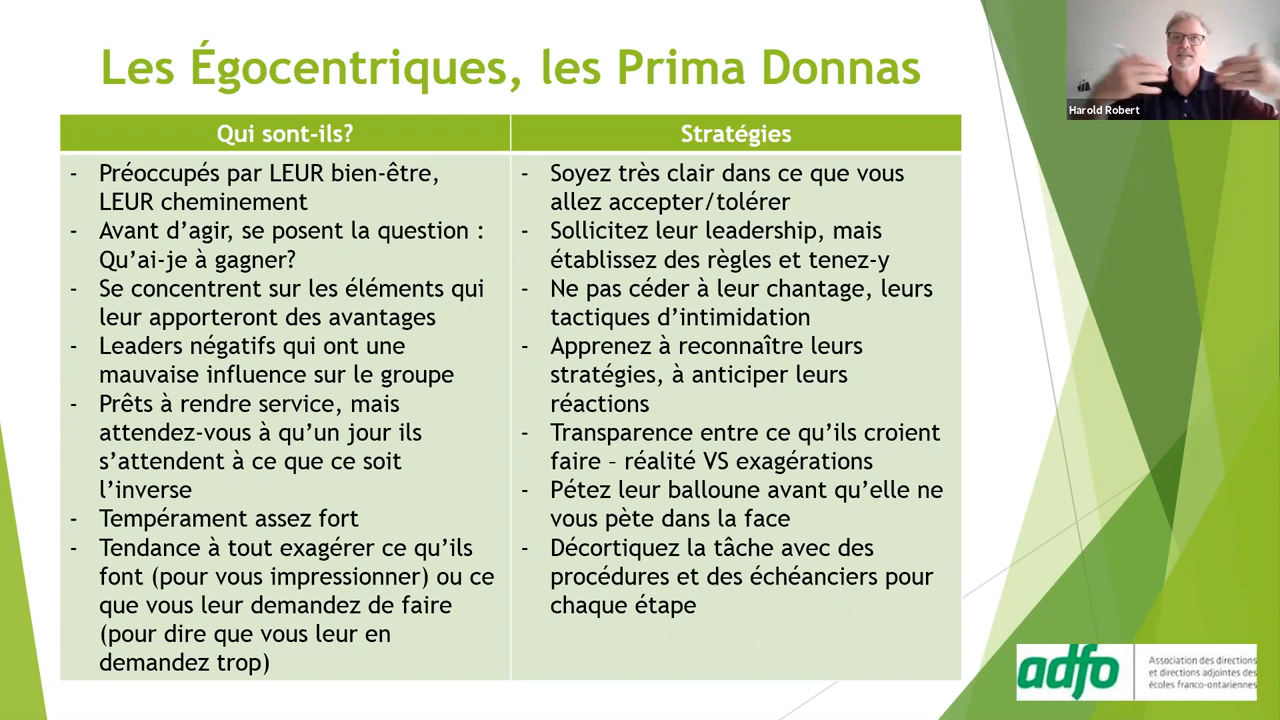 Les Égocentriques, les Prima Donnas
Harold Robert
Qui sont-ils?
- Préoccupés par LEUR bien-être,
LEUR cheminement
- Avant d’agir, se posent la question :
Qu’ai-je à gagner?
- Se concentrent sur les éléments qui
leur apporteront des avantages
- Leaders négatifs qui ont une
mauvaise influence sur le groupe
- Prêts à rendre service, mais
attendez-vous à qu’un jour ils
s’attendent à ce que ce soit
l’inverse
- Tempérament assez fort
- Tendance à tout exagérer ce qu’ils
font (pour vous impressionner) ou ce
que vous leur demandez de faire
(pour dire que vous leur en
demandez trop)
Stratégies
- Soyez très clair dans ce que vous
allez accepter/tolérer
- Sollicitez leur leadership, mais
établissez des règles et tenez-y
- Ne pas céder à leur chantage, leurs
tactiques d’intimidation
- Apprenez à reconnaître leurs
stratégies, à anticiper leurs
réactions
- Transparence entre ce qu’ils croient
faire – réalité VS exagérations
- Pétez leur balloune avant qu’elle ne
vous pète dans la face
- Décortiquez la tâche avec des
procédures et des échéanciers pour
chaque étape
adfo
Association des directions
et directions adjointes des
écoles franco-ontariennes